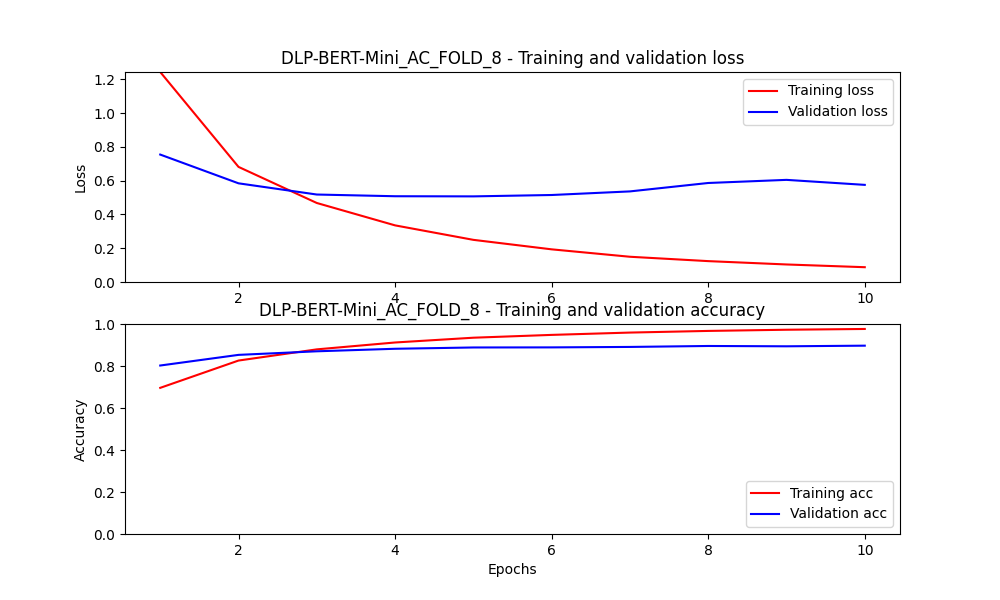 DLP-BERT-Mini_AC_FOLD_8 - Training and validation loss
1.2
1.0
0.8
0.6
0.4
0.2
0.0
Loss
Training loss
Validation loss
2 4 6 8 10
DLP-BERT-Mini_AC_FOLD_8 - Training and validation accuracy
1.0
0.8
0.6
0.4
0.2
0.0
Accuracy
Training acc
Validation acc
2 4 6 8 10
Epochs